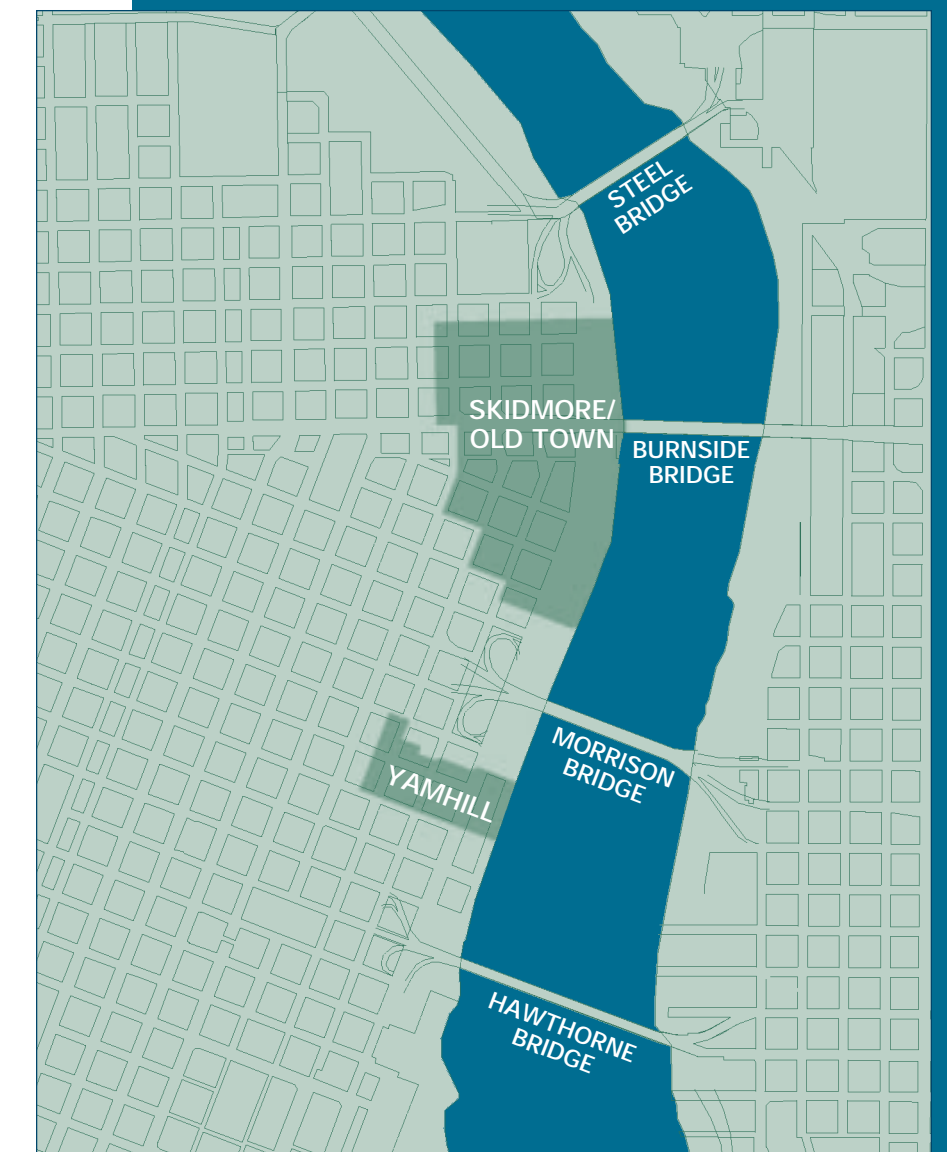 STEEL
BRIDGE
SKIDMORE/
OLD TOWN
BURNSIDE
BRIDGE
MORRISON
BRIDGE
YAMHILL
HAWTHORNE
BRIDGE